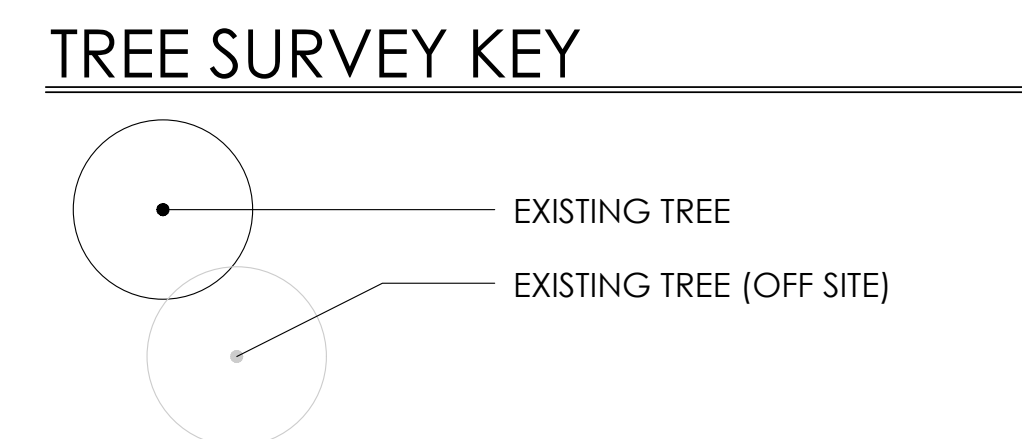 TREE SURVEY KEY
EXISTING TREE
EXISTING TREE (OFF SITE)